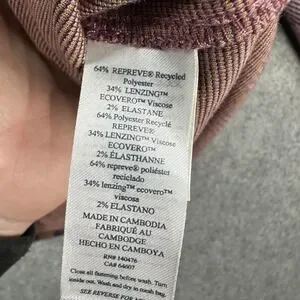 64% REPREVE® Recycled
Polyester
34% LENZING™
ECOVERO™ Viscose
2% ELASTANE
64% Polyester Recyclé
REPREVE®
34% LENZING™ Viscose
ECOVERO™
2% ÉLASTHANNE
64% repreve® poliéster
reciclado
34% lenzing™ ecovero™
viscosa
2% ELASTANO
MADE IN CAMBODIA
FABRIQUÉ AU
CAMBODGE
HECHO EN CAMBOYA
RN# 140476
CA# 64607
Close all fastening before wash. Turn
inside out. Wash and dry in mesh bag.
SEE REVERSE FOR